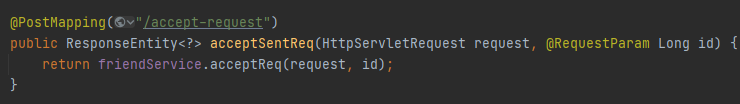 @PostMapping("/accept-request")
public ResponseEntity<?> acceptSentReq(HttpServletRequest request, @RequestParam Long id) {
    return friendService.acceptReq(request, id);
}